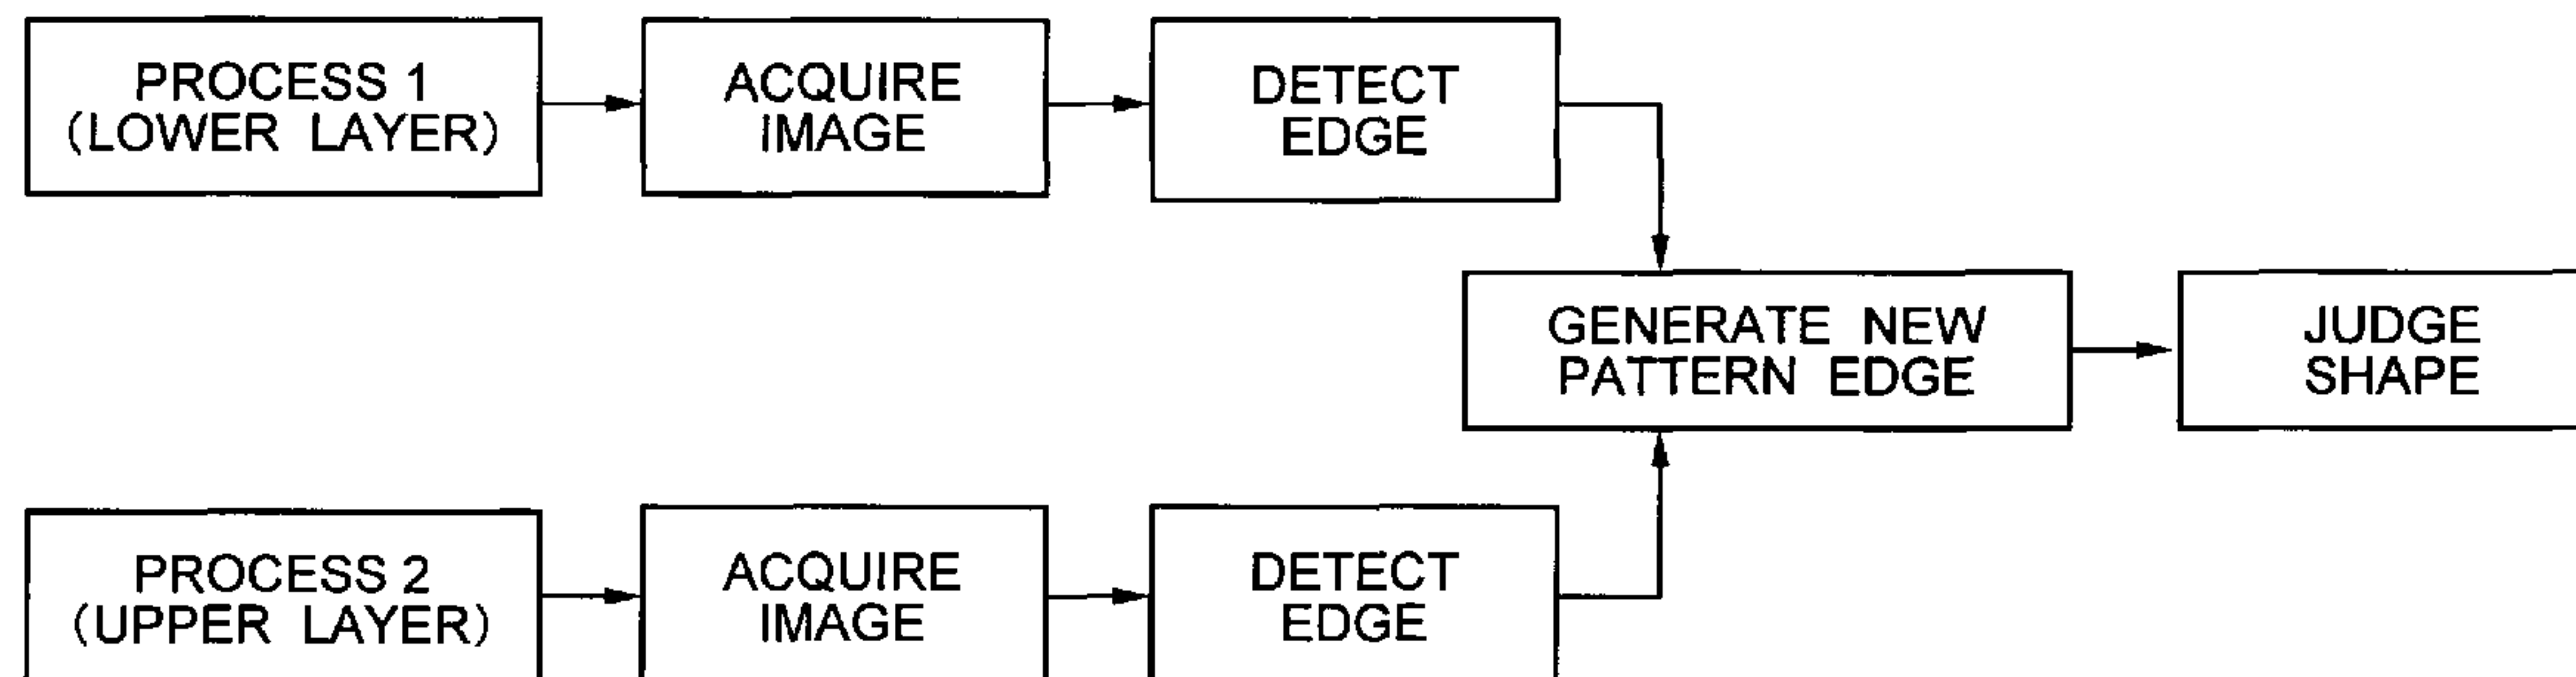 PROCESS 1
(LOWER LAYER)
ACQUIRE
IMAGE
DETECT
EDGE
GENERATE NEW
PATTERN EDGE
JUDGE
SHAPE
PROCESS 2
(UPPER LAYER)
ACQUIRE
IMAGE
DETECT
EDGE